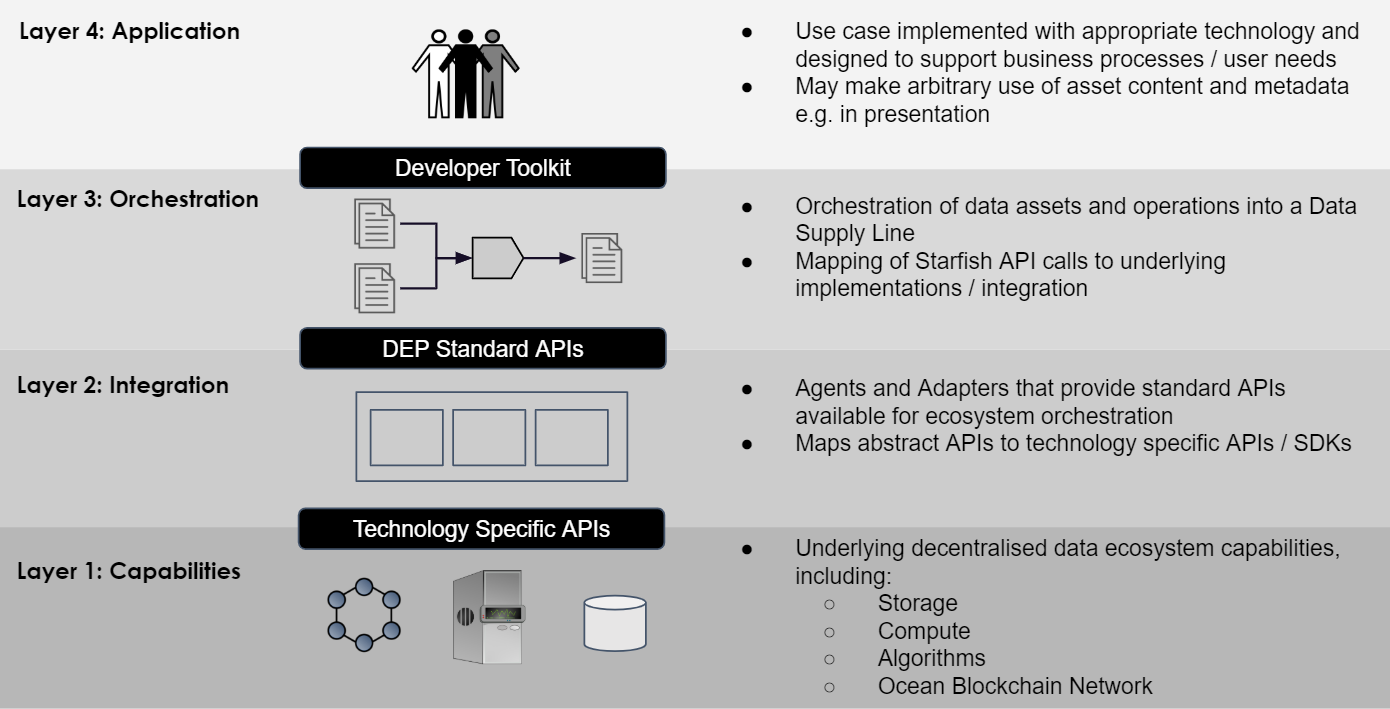 Layer 4: Application
● Use case implemented with appropriate technology and
designed to support business processes / user needs
● May make arbitrary use of asset content and metadata
e.g. in presentation
Developer Toolkit
Layer 3: Orchestration
● Orchestration of data assets and operations into a Data
Supply Line
● Mapping of Starfish API calls to underlying
implementations / integration
DEP Standard APIs
Layer 2: Integration
● Agents and Adapters that provide standard APIs
available for ecosystem orchestration
● Maps abstract APIs to technology specific APIs / SDKs
Technology Specific APIs
Layer 1: Capabilities
● Underlying decentralised data ecosystem capabilities,
including:
○ Storage
○ Compute
○ Algorithms
○ Ocean Blockchain Network